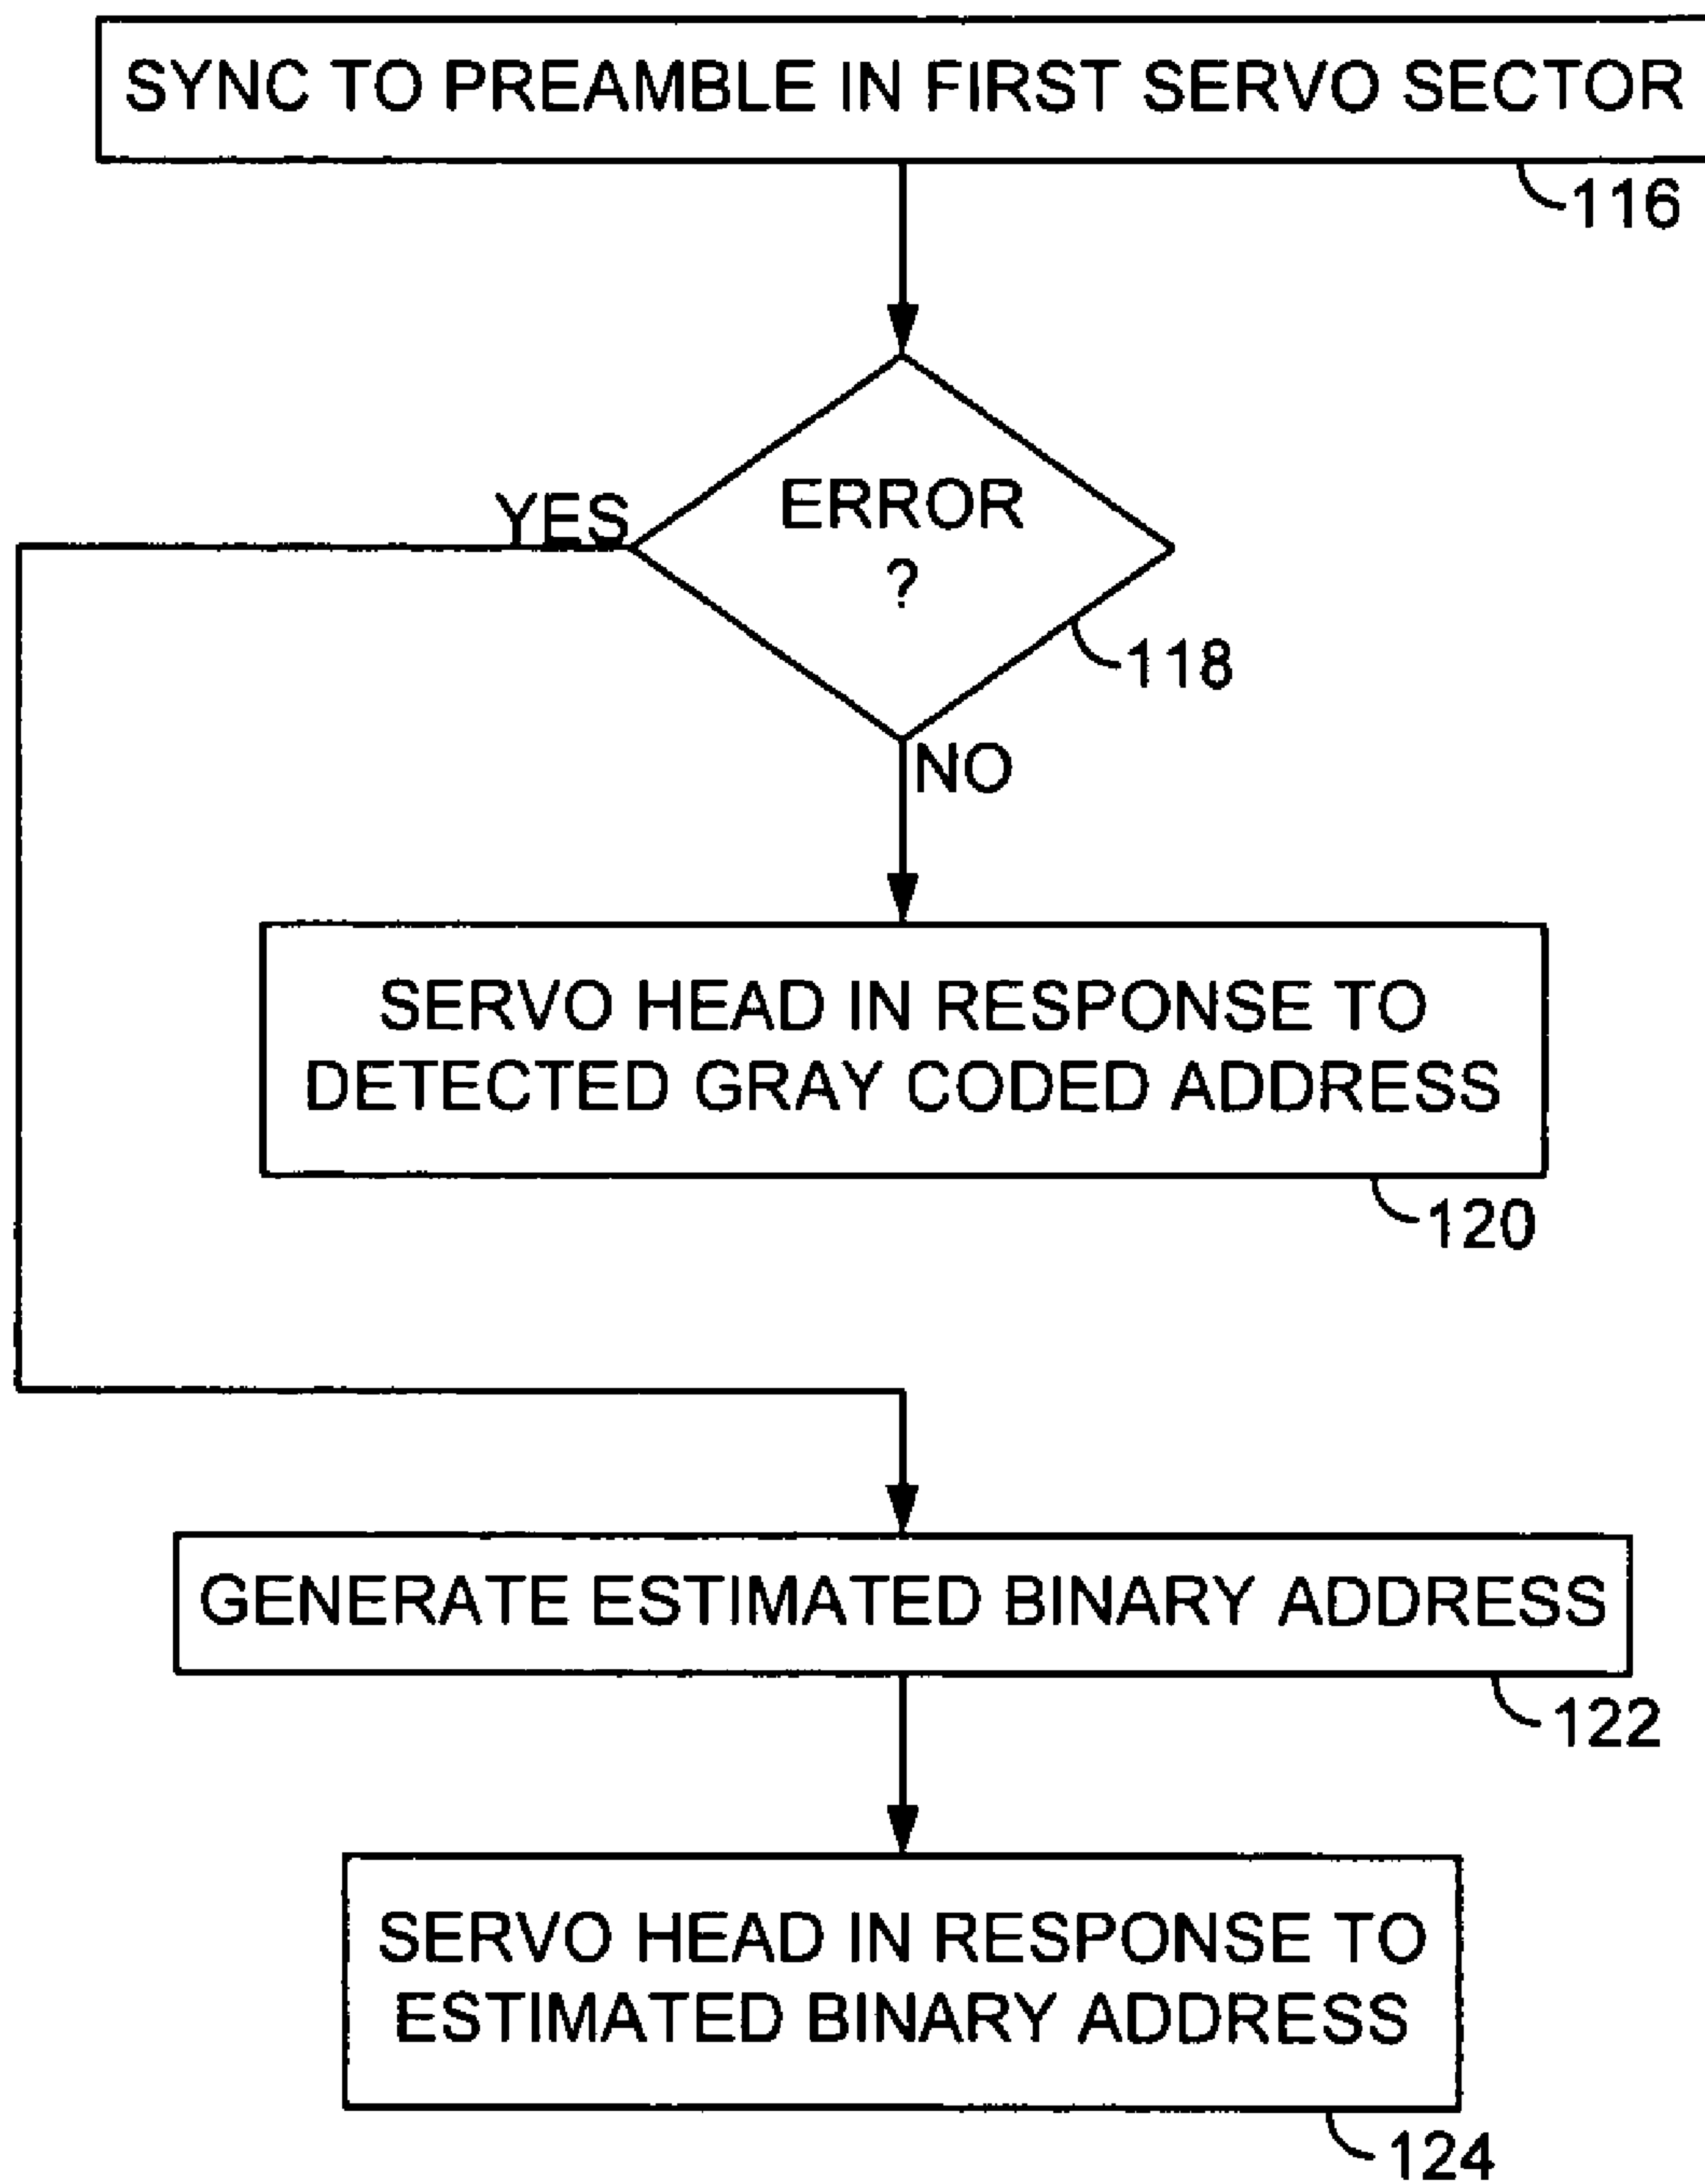 SYNC TO PREAMBLE IN FIRST SERVO SECTOR
116
YES
ERROR
?
118
NO
SERVO HEAD IN RESPONSE TO
DETECTED GRAY CODED ADDRESS
120
GENERATE ESTIMATED BINARY ADDRESS
122
SERVO HEAD IN RESPONSE TO
ESTIMATED BINARY ADDRESS
124